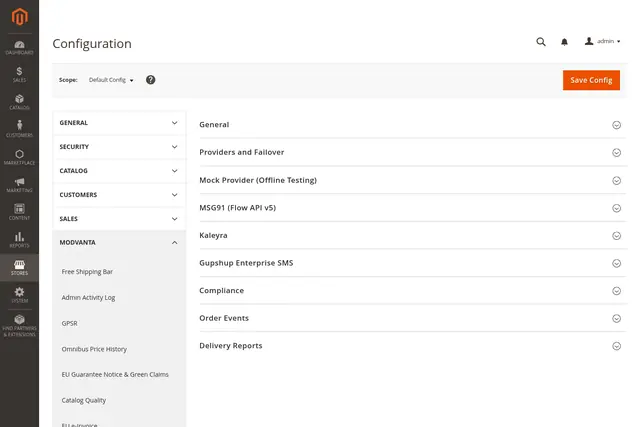 Configuration
admin
Scope:
Default Config
?
Save Config
DASHBOARD
SALES
CATALOG
CUSTOMERS
MARKETPLACE
MARKETING
CONTENT
REPORTS
STORES
SYSTEM
FIND PARTNERS
& EXTENSIONS
GENERAL
SECURITY
CATALOG
CUSTOMERS
SALES
MODVANTA
Free Shipping Bar
Admin Activity Log
GPSR
Omnibus Price History
EU Guarantee Notice & Green Claims
Catalog Quality
EU e-Invoice
General
Providers and Failover
Mock Provider (Offline Testing)
MSG91 (Flow API v5)
Kaleyra
Gupshup Enterprise SMS
Compliance
Order Events
Delivery Reports